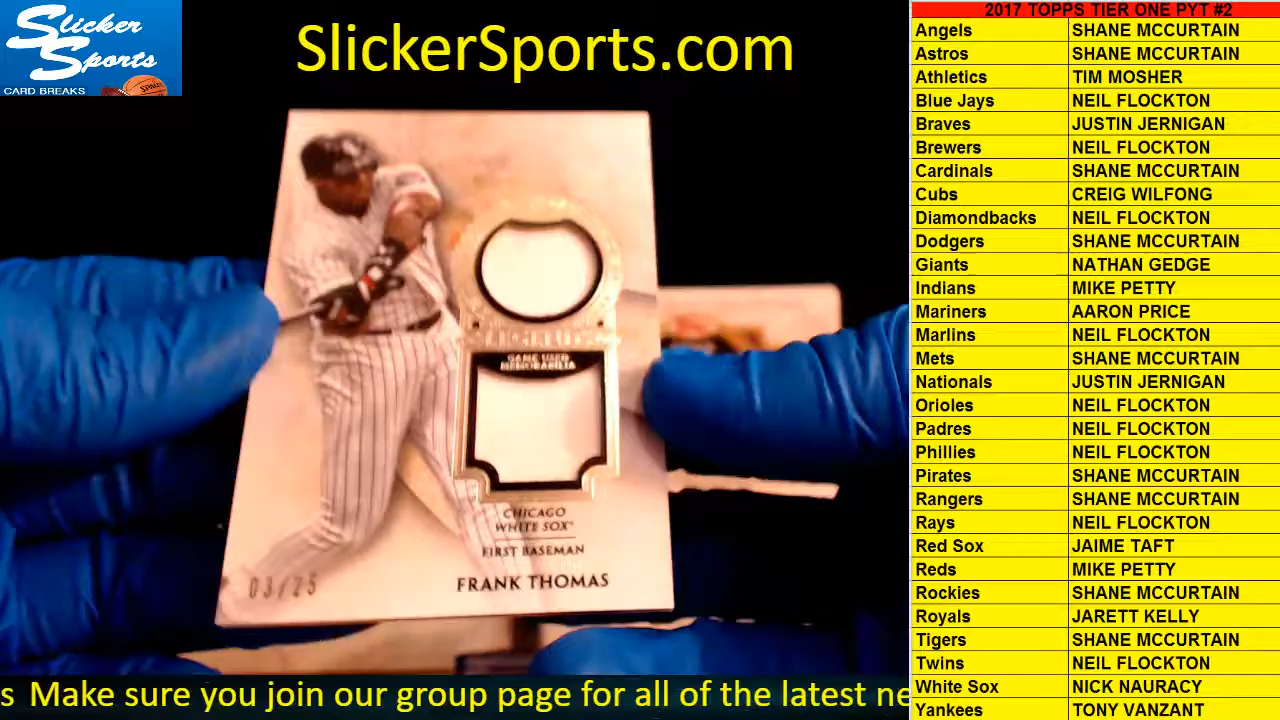 Slicker
Sports
CARD BREAKS
SPALDING
SlickerSports.com
GAME USED
MEMORABILIA
CHICAGO
WHITE SOX
FIRST BASEMAN
FRANK THOMAS
03/25
s Make sure you join our group page for all of the latest ne
2017 TOPPS TIER ONE PYT #2
Angels SHANE MCCURTAIN
Astros SHANE MCCURTAIN
Athletics TIM MOSHER
Blue Jays NEIL FLOCKTON
Braves JUSTIN JERNIGAN
Brewers NEIL FLOCKTON
Cardinals SHANE MCCURTAIN
Cubs CREIG WILFONG
Diamondbacks NEIL FLOCKTON
Dodgers SHANE MCCURTAIN
Giants NATHAN GEDGE
Indians MIKE PETTY
Mariners AARON PRICE
Marlins NEIL FLOCKTON
Mets SHANE MCCURTAIN
Nationals JUSTIN JERNIGAN
Orioles NEIL FLOCKTON
Padres NEIL FLOCKTON
Phillies NEIL FLOCKTON
Pirates SHANE MCCURTAIN
Rangers SHANE MCCURTAIN
Rays NEIL FLOCKTON
Red Sox JAIME TAFT
Reds MIKE PETTY
Rockies SHANE MCCURTAIN
Royals JARETT KELLY
Tigers SHANE MCCURTAIN
Twins NEIL FLOCKTON
White Sox NICK NAURACY
Yankees TONY VANZANT